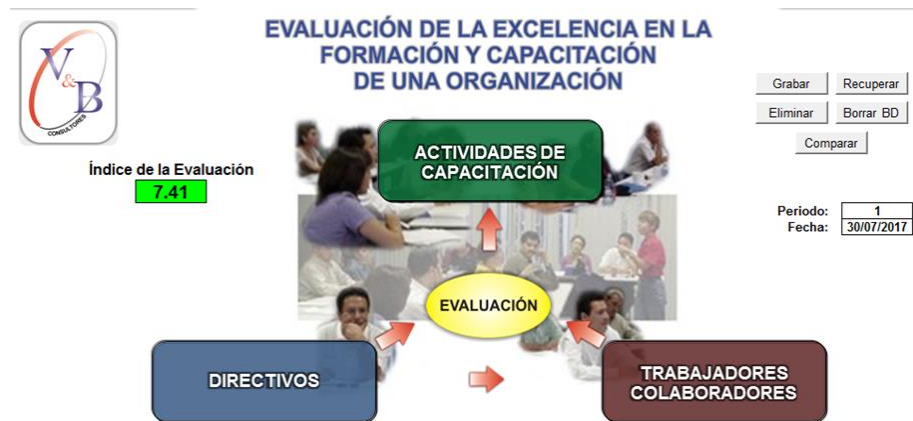 EVALUACIÓN DE LA EXCELENCIA EN LA
FORMACIÓN Y CAPACITACIÓN
DE UNA ORGANIZACIÓN
V&B
CONSULTORES
Grabar
Recuperar
Eliminar
Borrar BD
Comparar
Índice de la Evaluación
7.41
ACTIVIDADES DE
CAPACITACIÓN
Periodo: 1
Fecha: 30/07/2017
EVALUACIÓN
DIRECTIVOS
TRABAJADORES
COLABORADORES